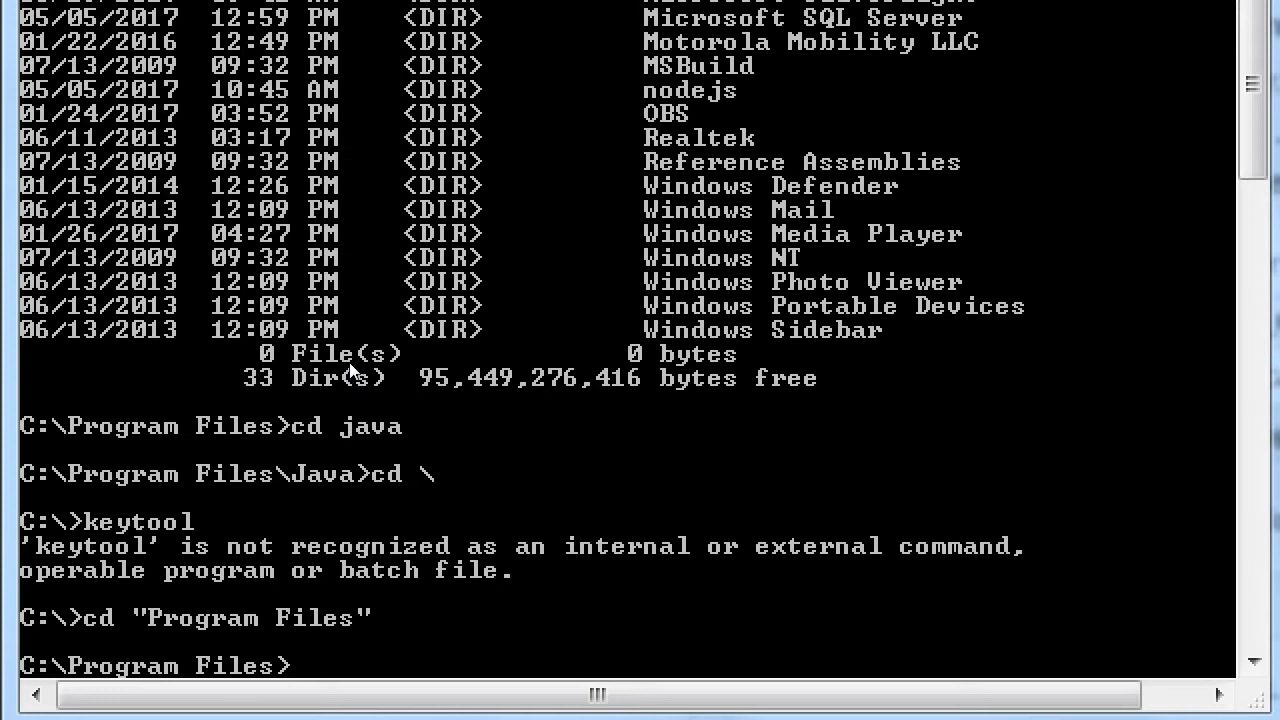 05/05/2017  12:59 PM    <DIR>          Microsoft SQL Server
01/22/2016  12:49 PM    <DIR>          Motorola Mobility LLC
07/13/2009  09:32 PM    <DIR>          MSBuild
05/05/2017  10:45 AM    <DIR>          nodejs
01/24/2017  03:52 PM    <DIR>          OBS
06/11/2013  03:17 PM    <DIR>          Realtek
07/13/2009  09:32 PM    <DIR>          Reference Assemblies
01/15/2014  12:26 PM    <DIR>          Windows Defender
06/13/2013  12:09 PM    <DIR>          Windows Mail
01/26/2017  04:27 PM    <DIR>          Windows Media Player
07/13/2009  09:32 PM    <DIR>          Windows NT
06/13/2013  12:09 PM    <DIR>          Windows Photo Viewer
06/13/2013  12:09 PM    <DIR>          Windows Portable Devices
06/13/2013  12:09 PM    <DIR>          Windows Sidebar
0 File(s)              0 bytes
33 Dir(s)  95,449,276,416 bytes free
C:\Program Files>cd java
C:\Program Files\Java>cd \
C:\>keytool
'keytool' is not recognized as an internal or external command,
operable program or batch file.
C:\>cd "Program Files"
C:\Program Files>